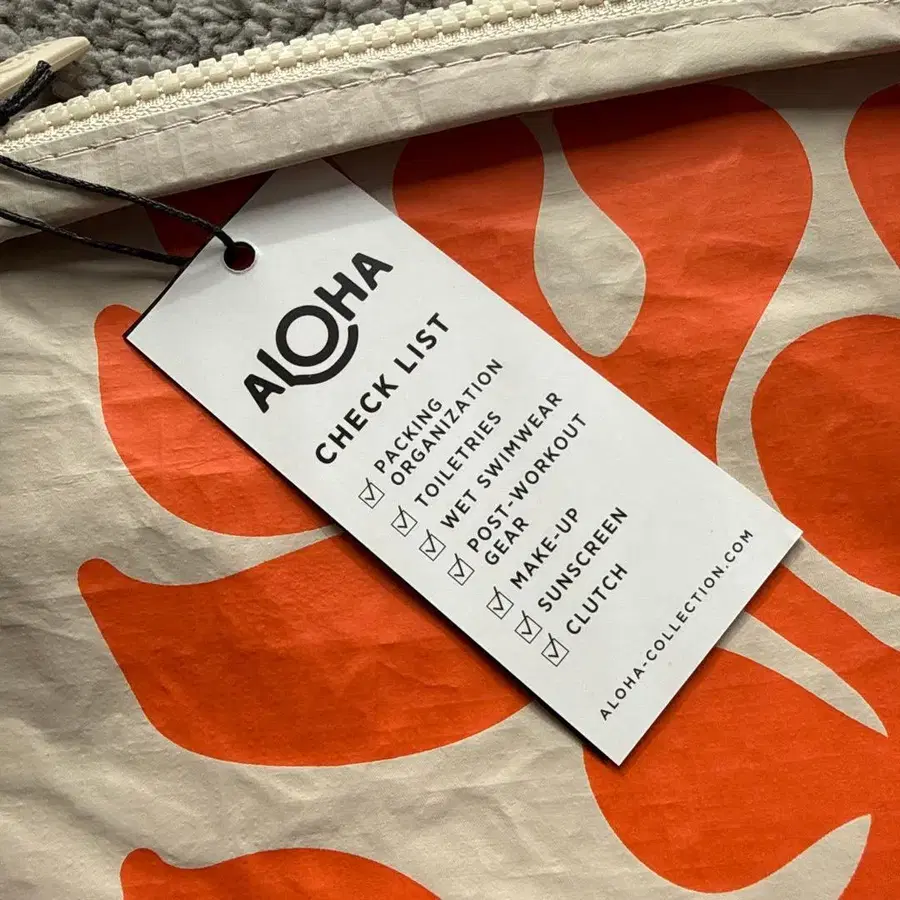 ALOHA
CHECK LIST
PACKING
ORGANIZATION
TOILETRIES
WET SWIMWEAR
POST-WORKOUT
GEAR
MAKE-UP
SUNSCREEN
CLUTCH
ALOHA-COLLECTION.COM